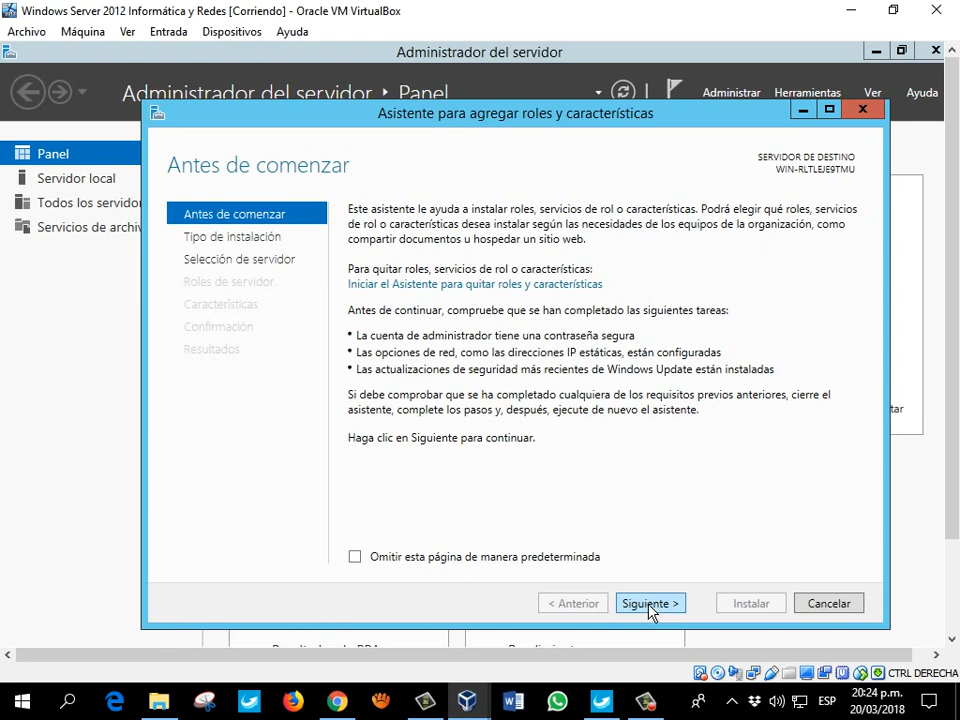 Windows Server 2012 Informática y Redes [Corriendo] - Oracle VM VirtualBox
Archivo Máquina Ver Entrada Dispositivos Ayuda
Administrador del servidor
Administrador del servidor Panel
Administrar Herramientas Ver Ayuda
Asistente para agregar roles y características
Panel
Servidor local
Todos los servidor
Servicios de archiv
Antes de comenzar
SERVIDOR DE DESTINO
WIN-RLTLEJE9TMU
Antes de comenzar
Tipo de instalación
Selección de servidor
Roles de servidor
Características
Confirmación
Resultados
Este asistente le ayuda a instalar roles, servicios de rol o características. Podrá elegir qué roles, servicios
de rol o características desea instalar según las necesidades de los equipos de la organización, como
compartir documentos u hospedar un sitio web.
Para quitar roles, servicios de rol o características:
Iniciar el Asistente para quitar roles y características
Antes de continuar, compruebe que se han completado las siguientes tareas:
• La cuenta de administrador tiene una contraseña segura
• Las opciones de red, como las direcciones IP estáticas, están configuradas
• Las actualizaciones de seguridad más recientes de Windows Update están instaladas
Si debe comprobar que se ha completado cualquiera de los requisitos previos anteriores, cierre el
asistente, complete los pasos y, después, ejecute de nuevo el asistente.
Haga clic en Siguiente para continuar.
Omitir esta página de manera predeterminada
< Anterior Siguiente > Instalar Cancelar
tar
CTRL DERECHA
ESP
20:24 p.m.
20/03/2018